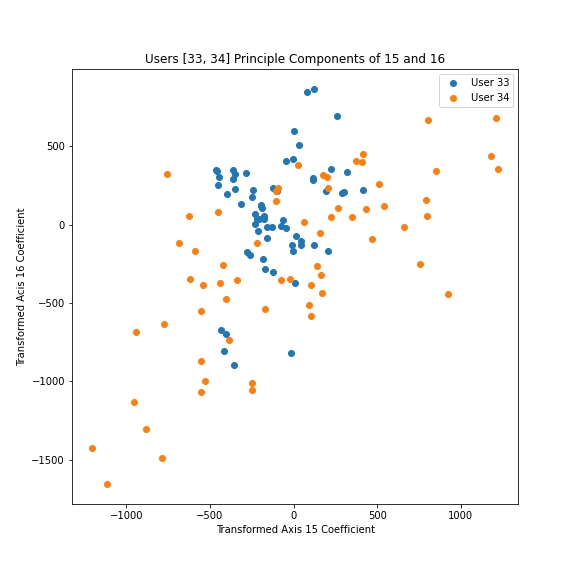 Users [33, 34] Principle Components of 15 and 16
User 33
User 34
Transformed Acis 16 Coefficient
500
0
−500
−1000
−1500
−1000
−500
0
500
1000
Transformed Axis 15 Coefficient